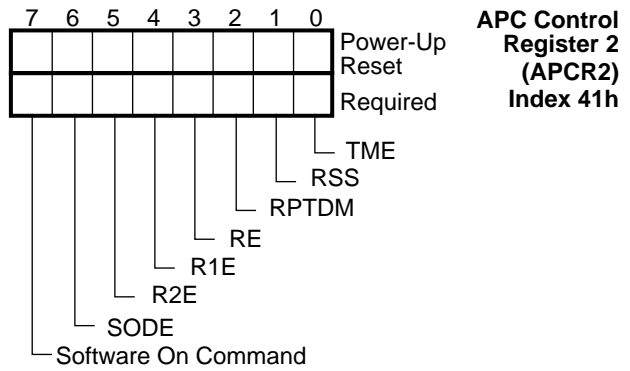 7 6 5 4 3 2 1 0
Power-Up
Reset
Required
APC Control
Register 2
(APCR2)
Index 41h
TME
RSS
RPTDM
RE
R1E
R2E
SODE
Software On Command